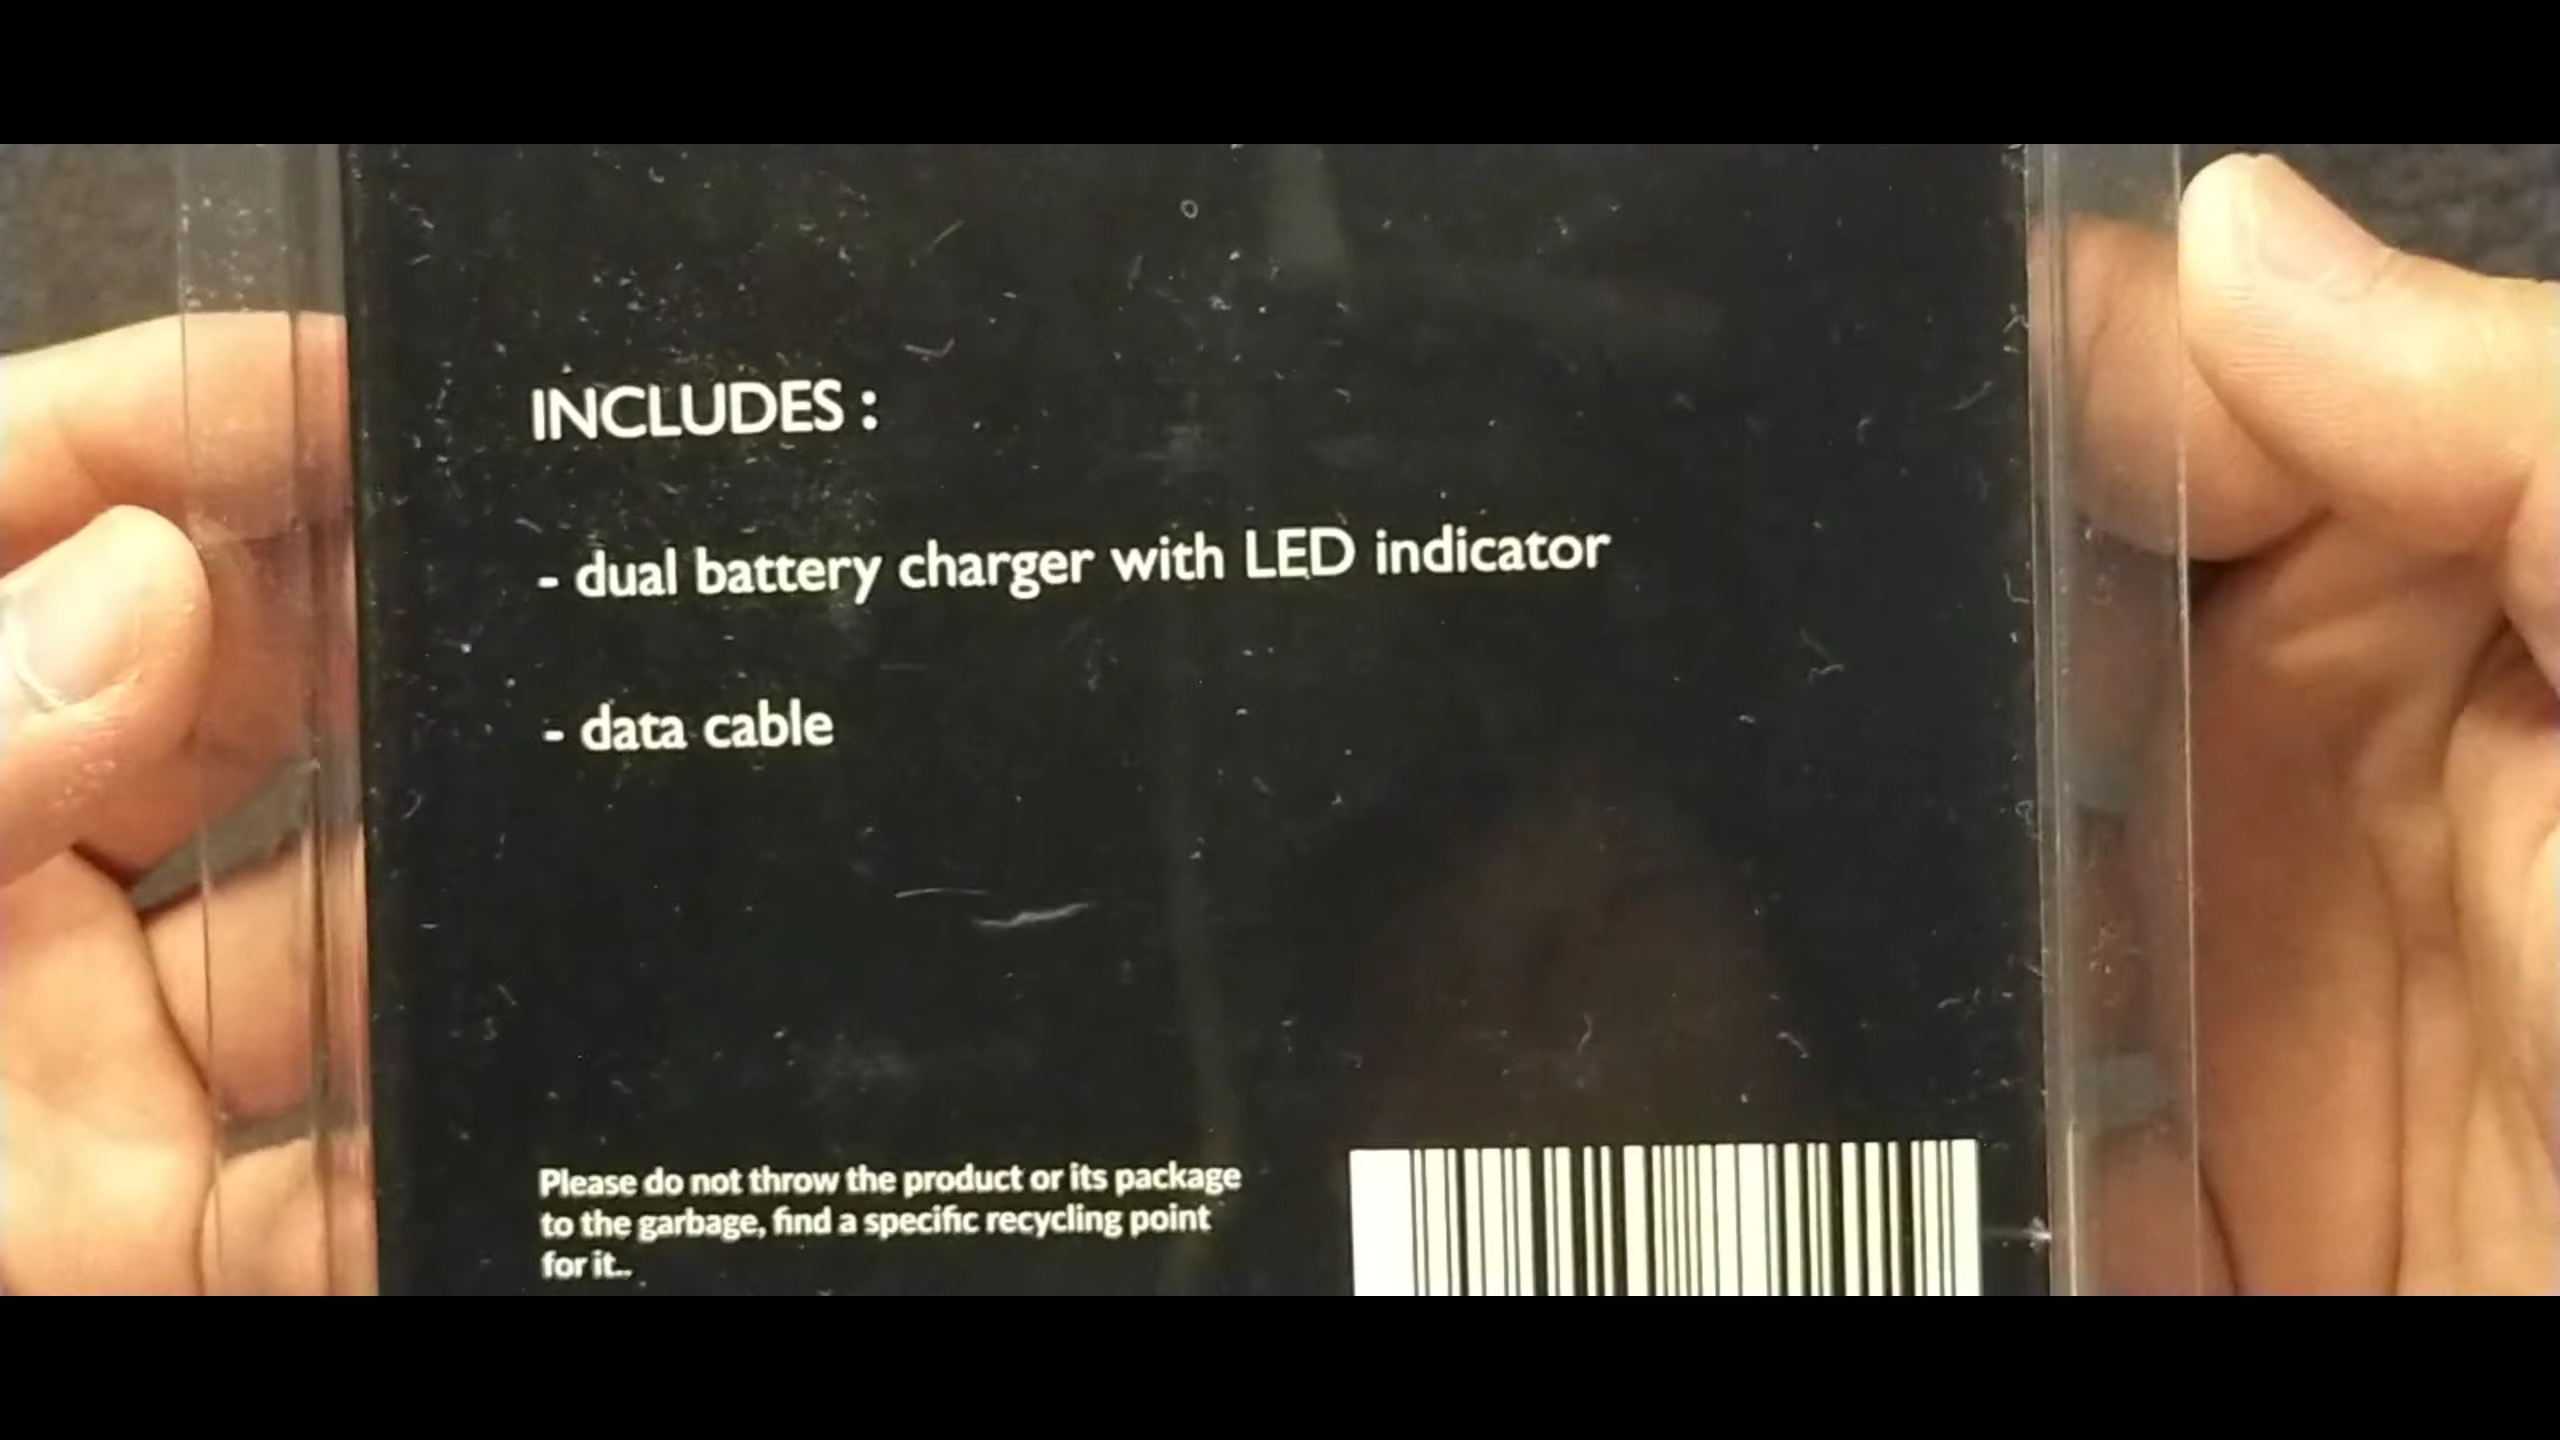 INCLUDES :
- dual battery charger with LED indicator
- data cable
Please do not throw the product or its package
to the garbage, find a specific recycling point
for it..